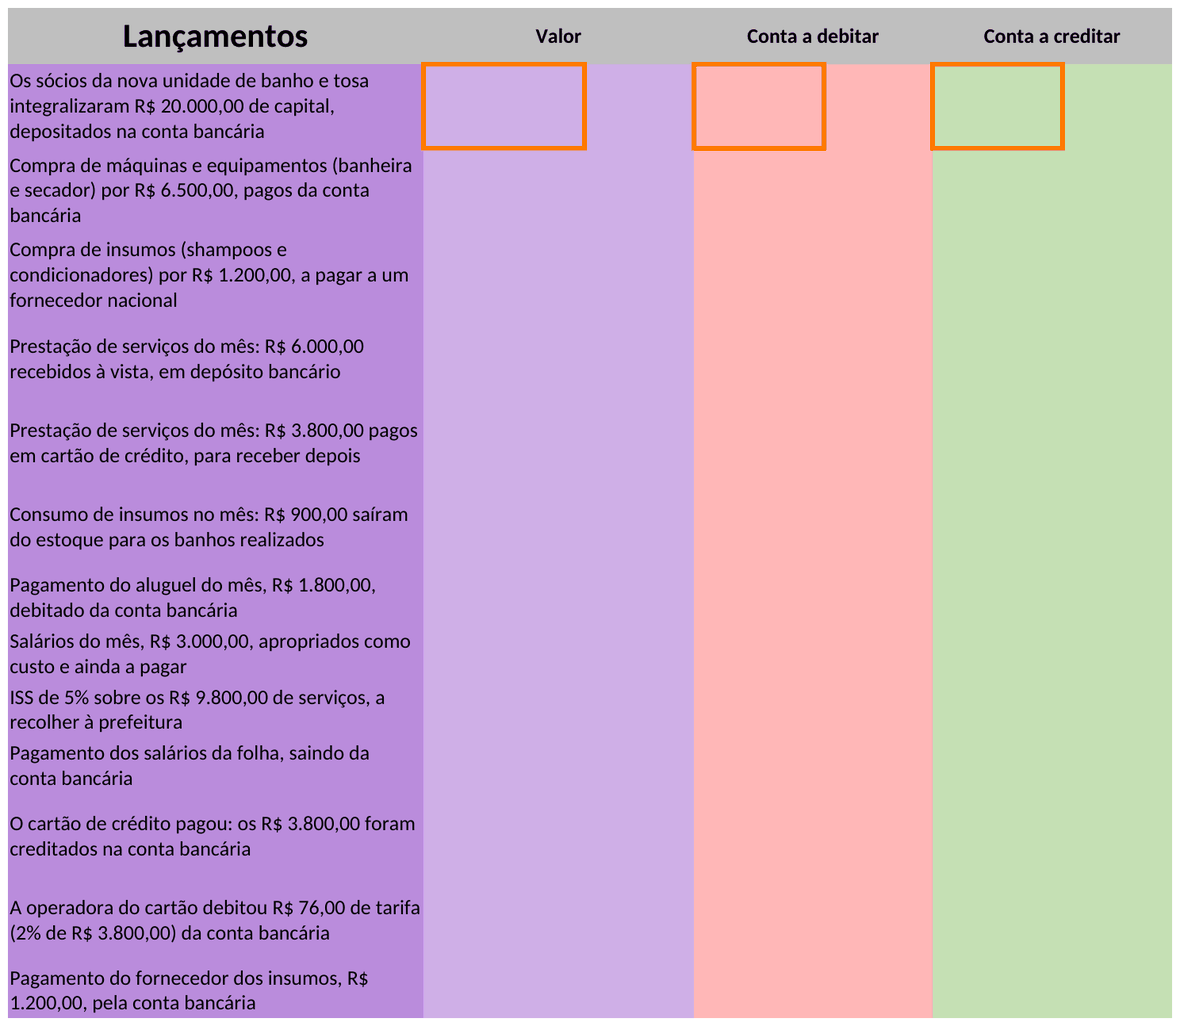 Lançamentos Valor Conta a debitar Conta a creditar
Os sócios da nova unidade de banho e tosa
integralizaram R$ 20.000,00 de capital,
depositados na conta bancária
Compra de máquinas e equipamentos (banheira
e secador) por R$ 6.500,00, pagos da conta
bancária
Compra de insumos (shampoos e
condicionadores) por R$ 1.200,00, a pagar a um
fornecedor nacional
Prestação de serviços do mês: R$ 6.000,00
recebidos à vista, em depósito bancário
Prestação de serviços do mês: R$ 3.800,00 pagos
em cartão de crédito, para receber depois
Consumo de insumos no mês: R$ 900,00 saíram
do estoque para os banhos realizados
Pagamento do aluguel do mês, R$ 1.800,00,
debitado da conta bancária
Salários do mês, R$ 3.000,00, apropriados como
custo e ainda a pagar
ISS de 5% sobre os R$ 9.800,00 de serviços, a
recolher à prefeitura
Pagamento dos salários da folha, saindo da
conta bancária
O cartão de crédito pagou: os R$ 3.800,00 foram
creditados na conta bancária
A operadora do cartão debitou R$ 76,00 de tarifa
(2% de R$ 3.800,00) da conta bancária
Pagamento do fornecedor dos insumos, R$
1.200,00, pela conta bancária